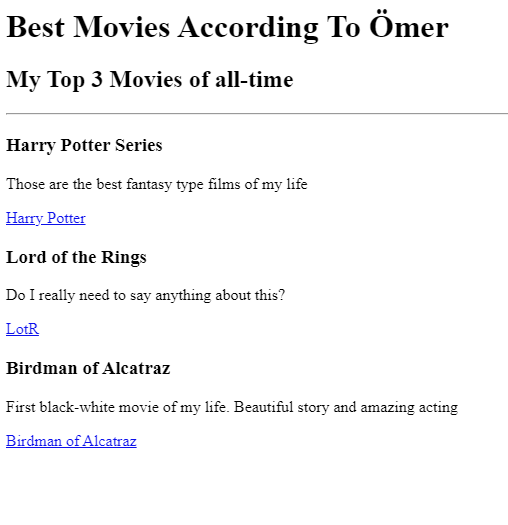 Best Movies According To Ömer
My Top 3 Movies of all-time
Harry Potter Series
Those are the best fantasy type films of my life
Harry Potter
Lord of the Rings
Do I really need to say anything about this?
LotR
Birdman of Alcatraz
First black-white movie of my life. Beautiful story and amazing acting
Birdman of Alcatraz